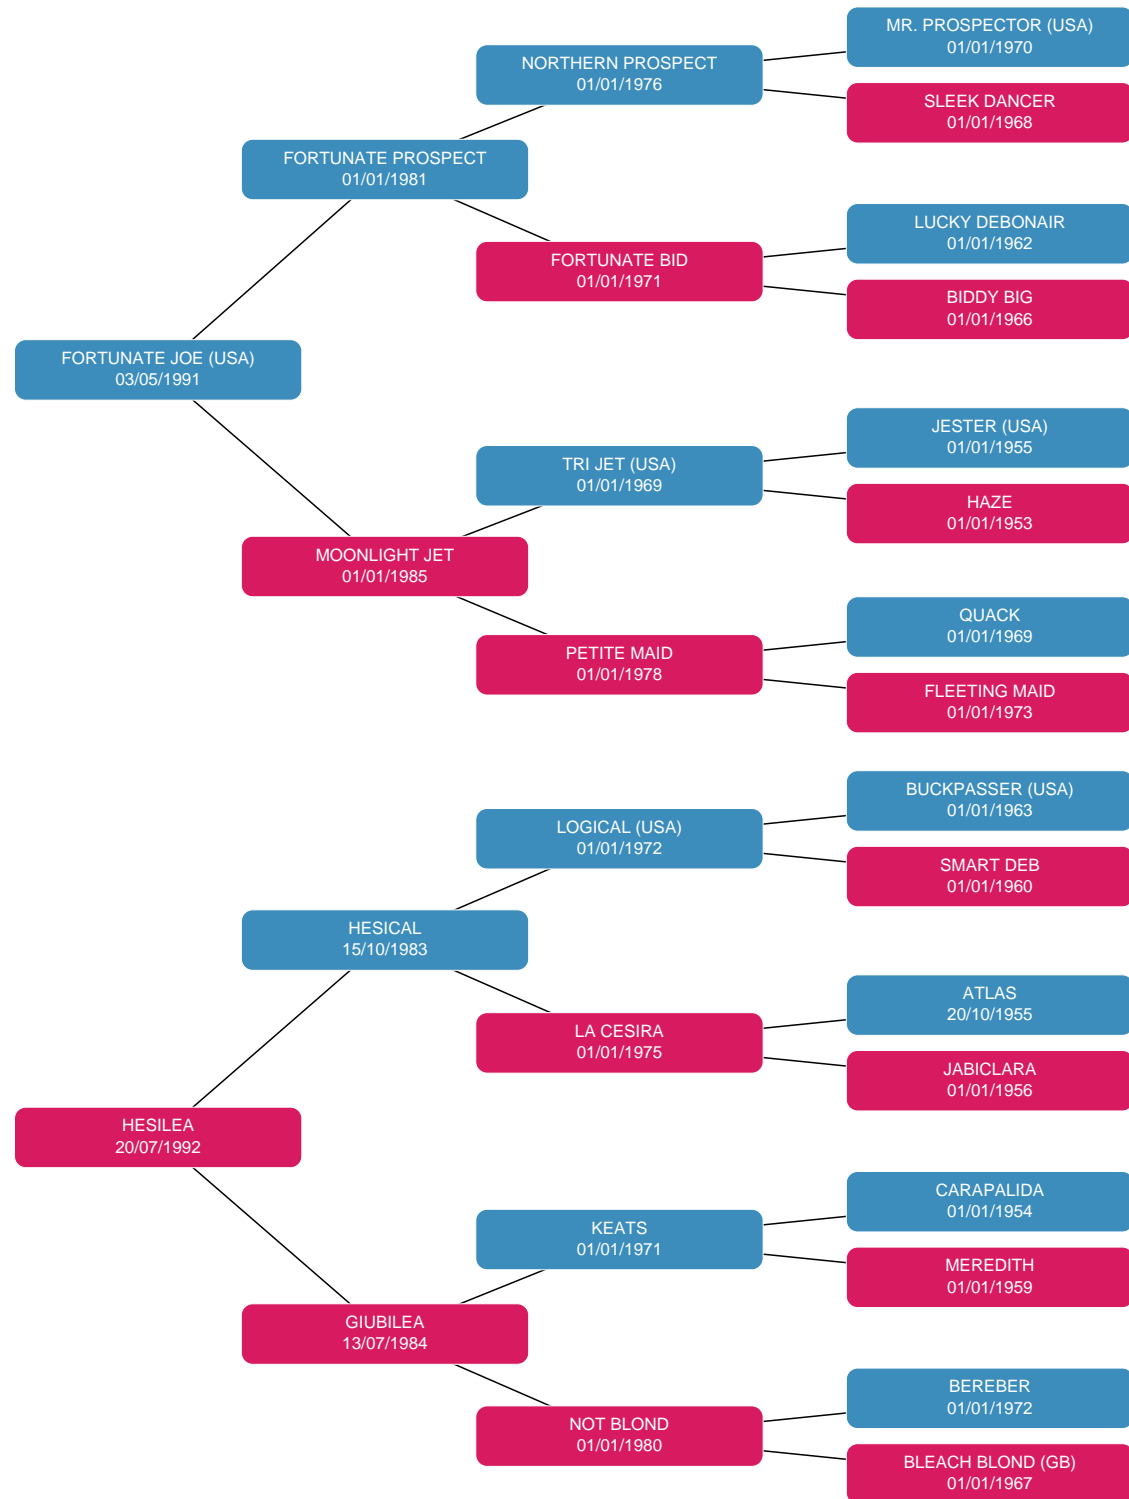 MR. PROSPECTOR (USA)
01/01/1970
NORTHERN PROSPECT
01/01/1976
SLEEK DANCER
01/01/1968
FORTUNATE PROSPECT
01/01/1981
LUCKY DEBONAIR
01/01/1962
FORTUNATE BID
01/01/1971
BIDDY BIG
01/01/1966
FORTUNATE JOE (USA)
03/05/1991
JESTER (USA)
01/01/1955
TRI JET (USA)
01/01/1969
HAZE
01/01/1953
MOONLIGHT JET
01/01/1985
QUACK
01/01/1969
PETITE MAID
01/01/1978
FLEETING MAID
01/01/1973
BUCKPASSER (USA)
01/01/1963
LOGICAL (USA)
01/01/1972
SMART DEB
01/01/1960
HESICAL
15/10/1983
ATLAS
20/10/1955
LA CESIRA
01/01/1975
JABICLARA
01/01/1956
HESILEA
20/07/1992
CARAPALIDA
01/01/1954
KEATS
01/01/1971
MEREDITH
01/01/1959
GIUBILEA
13/07/1984
BEREBER
01/01/1972
NOT BLOND
01/01/1980
BLEACH BLOND (GB)
01/01/1967